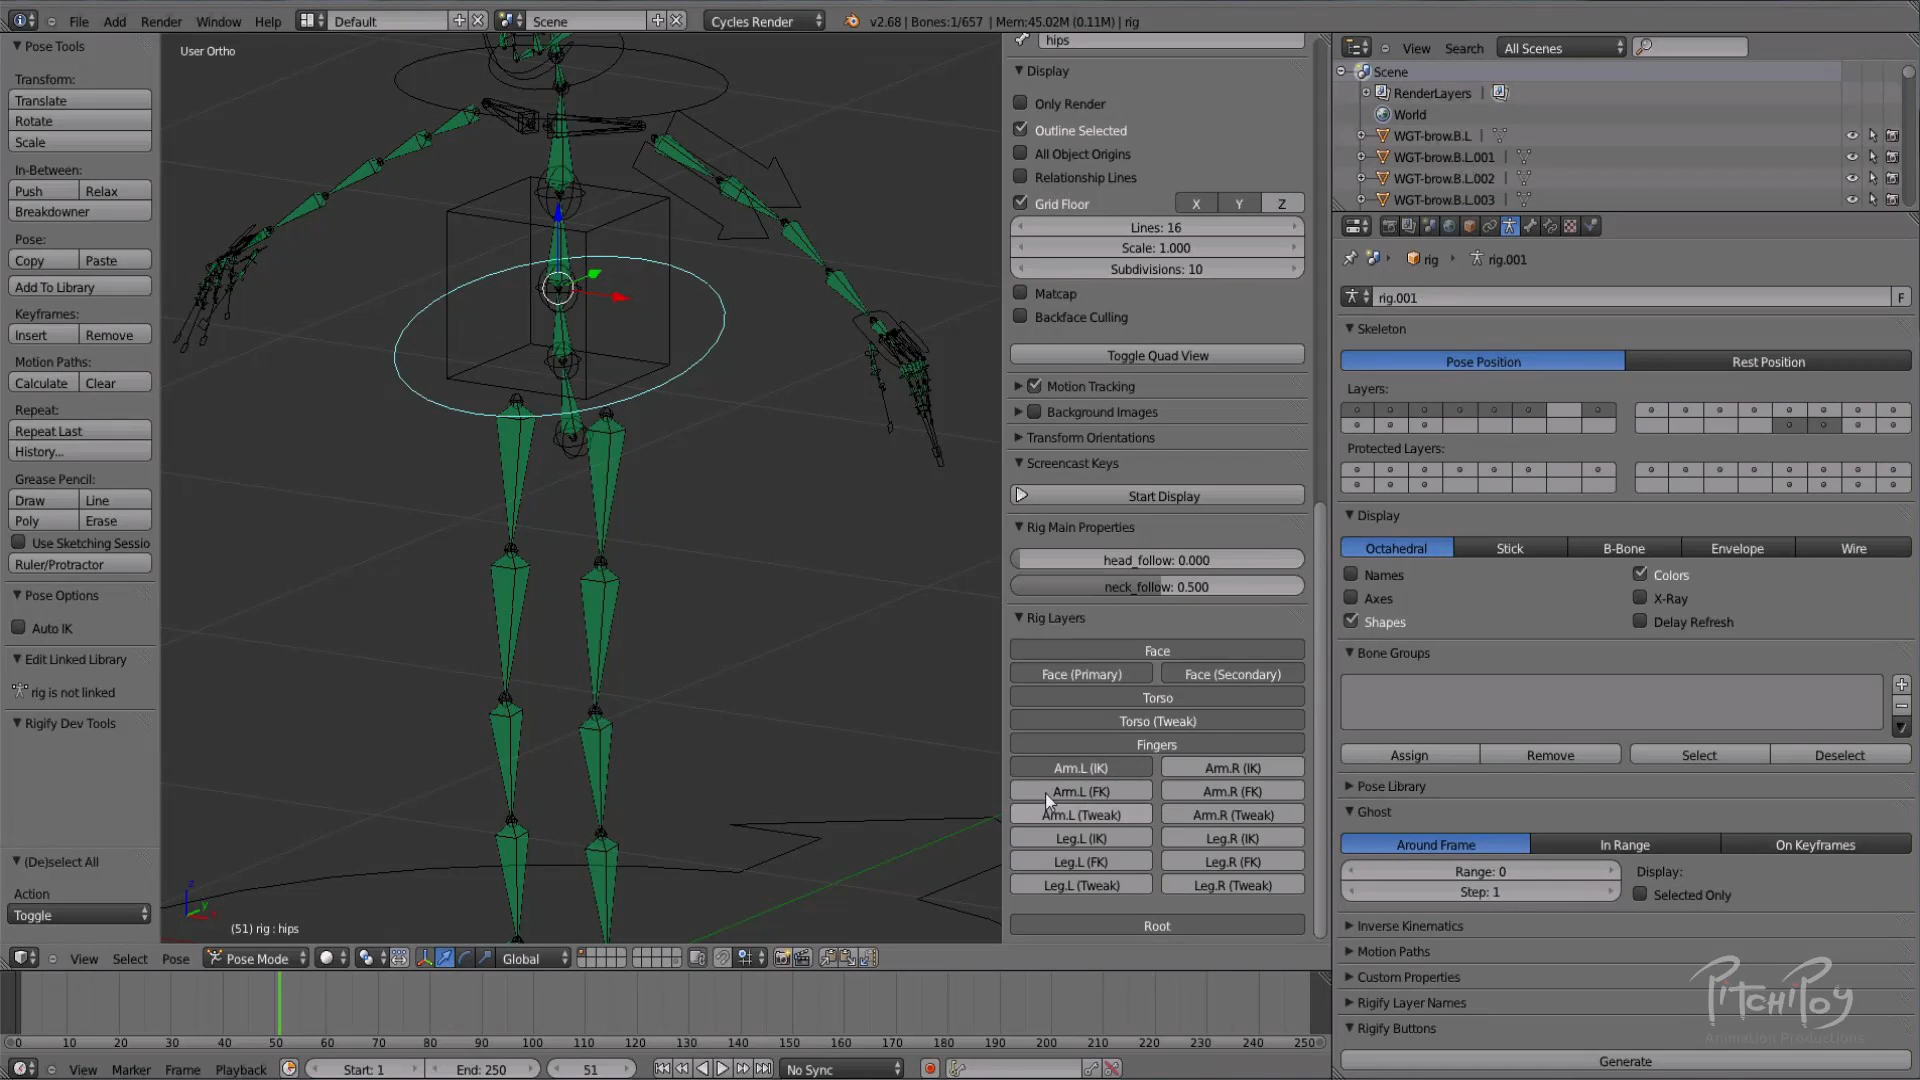 File Add Render Window Help Default Scene Cycles Render v2.68 | Bones:1/657 | Mem:45.02M (0.11M) | rig
Pose Tools
Transform:
Translate
Rotate
Scale
In-Between:
Push Relax
Breakdowner
Pose:
Copy Paste
Add To Library
Keyframes:
Insert Remove
Motion Paths:
Calculate Clear
Repeat:
Repeat Last
History...
Grease Pencil:
Draw Line
Poly Erase
Use Sketching Sessio
Ruler/Protractor
Pose Options
Auto IK
Edit Linked Library
rig is not linked
Rigify Dev Tools
(De)select All
Action
Toggle
User Ortho
(51) rig : hips
hips
Display
Only Render
Outline Selected
All Object Origins
Relationship Lines
Grid Floor X Y Z
Lines: 16
Scale: 1.000
Subdivisions: 10
Matcap
Backface Culling
Toggle Quad View
Motion Tracking
Background Images
Transform Orientations
Screencast Keys
Start Display
Rig Main Properties
head_follow: 0.000
neck_follow: 0.500
Rig Layers
Face
Face (Primary) Face (Secondary)
Torso
Torso (Tweak)
Fingers
Arm.L (IK) Arm.R (IK)
Arm.L (FK) Arm.R (FK)
Arm.L (Tweak) Arm.R (Tweak)
Leg.L (IK) Leg.R (IK)
Leg.L (FK) Leg.R (FK)
Leg.L (Tweak) Leg.R (Tweak)
Root
View Search All Scenes
Scene
RenderLayers |
World
WGT-brow.B.L |
WGT-brow.B.L.001
WGT-brow.B.L.002
WGT-brow.B.L.003
rig rig.001
rig.001 F
Skeleton
Pose Position Rest Position
Layers:
Protected Layers:
Display
Octahedral Stick B-Bone Envelope Wire
Names Colors
Axes X-Ray
Shapes Delay Refresh
Bone Groups
Assign Remove Select Deselect
Pose Library
Ghost
Around Frame In Range On Keyframes
Range: 0 Display:
Step: 1 Selected Only
Inverse Kinematics
Motion Paths
Custom Properties
Rigify Layer Names
Rigify Buttons
Generate
PitchiPoy
Animation Productions
z
y
View Select Pose Pose Mode Global
0 10 20 30 40 50 60 70 80 90 100 110 120 130 140 150 160 170 180 190 200 210 220 230 240 250
View Marker Frame Playback Start: 1 End: 250 51 No Sync